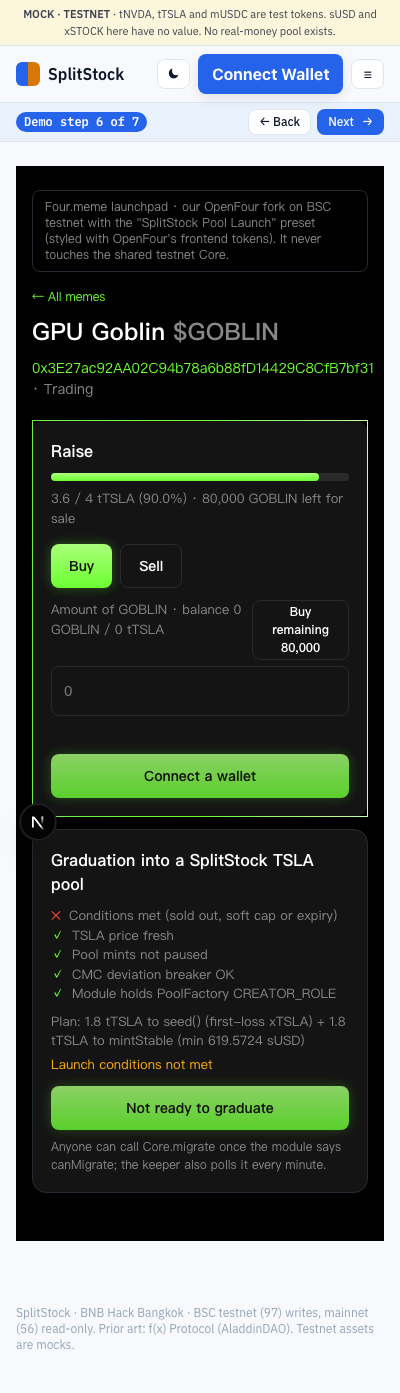 MOCK · TESTNET · tNVDA, tTSLA and mUSDC are test tokens. sUSD and
xSTOCK here have no value. No real-money pool exists.
SplitStock
Connect Wallet
≡
Demo step 6 of 7
← Back
Next →
Four.meme launchpad · our OpenFour fork on BSC
testnet with the "SplitStock Pool Launch" preset
(styled with OpenFour's frontend tokens). It never
touches the shared testnet Core.
← All memes
GPU Goblin $GOBLIN
0x3E27ac92AA02C94b78a6b88fD14429C8CfB7bf31
· Trading
Raise
3.6 / 4 tTSLA (90.0%) · 80,000 GOBLIN left for
sale
Buy
Sell
Amount of GOBLIN · balance 0
GOBLIN / 0 tTSLA
Buy
remaining
80,000
0
Connect a wallet
N
Graduation into a SplitStock TSLA
pool
✕ Conditions met (sold out, soft cap or expiry)
✓ TSLA price fresh
✓ Pool mints not paused
✓ CMC deviation breaker OK
✓ Module holds PoolFactory CREATOR_ROLE
Plan: 1.8 tTSLA to seed() (first-loss xTSLA) + 1.8
tTSLA to mintStable (min 619.5724 sUSD)
Launch conditions not met
Not ready to graduate
Anyone can call Core.migrate once the module says
canMigrate; the keeper also polls it every minute.
SplitStock · BNB Hack Bangkok · BSC testnet (97) writes, mainnet
(56) read-only. Prior art: f(x) Protocol (AladdinDAO). Testnet assets
are mocks.